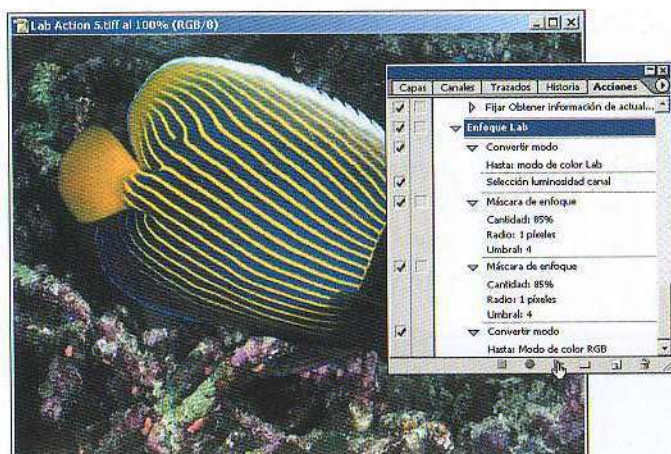 Lab Action 5.tiff al 100% (RGB/8)
Capas Canales Trazados Historia Acciones
Fijar Obtener información de actual...
Enfoque Lab
Convertir modo
Hasta: modo de color Lab
Selección luminosidad canal
Máscara de enfoque
Cantidad: 85%
Radio: 1 píxeles
Umbral: 4
Máscara de enfoque
Cantidad: 85%
Radio: 1 píxeles
Umbral: 4
Convertir modo
Hasta: Modo de color RGB